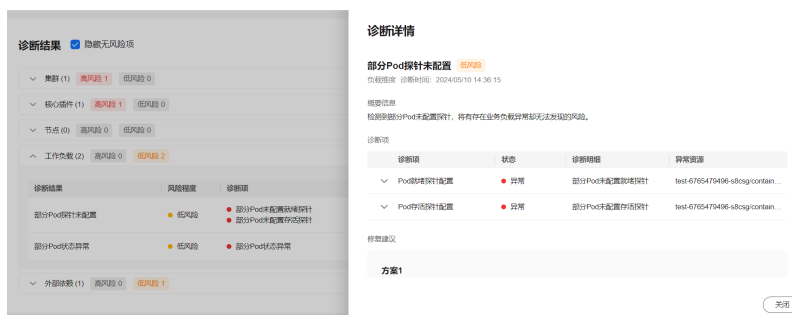 诊断结果 隐藏无风险项
集群 (1) 高风险 1 低风险 0
核心插件 (1) 高风险 1 低风险 0
节点 (0) 高风险 0 低风险 0
工作负载 (2) 高风险 0 低风险 2
诊断结果 风险程度 诊断项
部分Pod探针未配置 低风险 部分Pod未配置就绪探针
部分Pod未配置存活探针
部分Pod状态异常 低风险 部分Pod状态异常
外部依赖 (1) 高风险 0 低风险 1
诊断详情
部分Pod探针未配置 低风险
负载维度 诊断时间: 2024/05/10 14:36:15
概要信息
检测到部分Pod未配置探针，将有存在业务负载异常却无法发现的风险。
诊断项
诊断项 状态 诊断明细 异常资源
Pod就绪探针配置 异常 部分Pod未配置就绪探针 test-6765479496-s8csg/contain...
Pod存活探针配置 异常 部分Pod未配置存活探针 test-6765479496-s8csg/contain...
修复建议
方案1
关闭